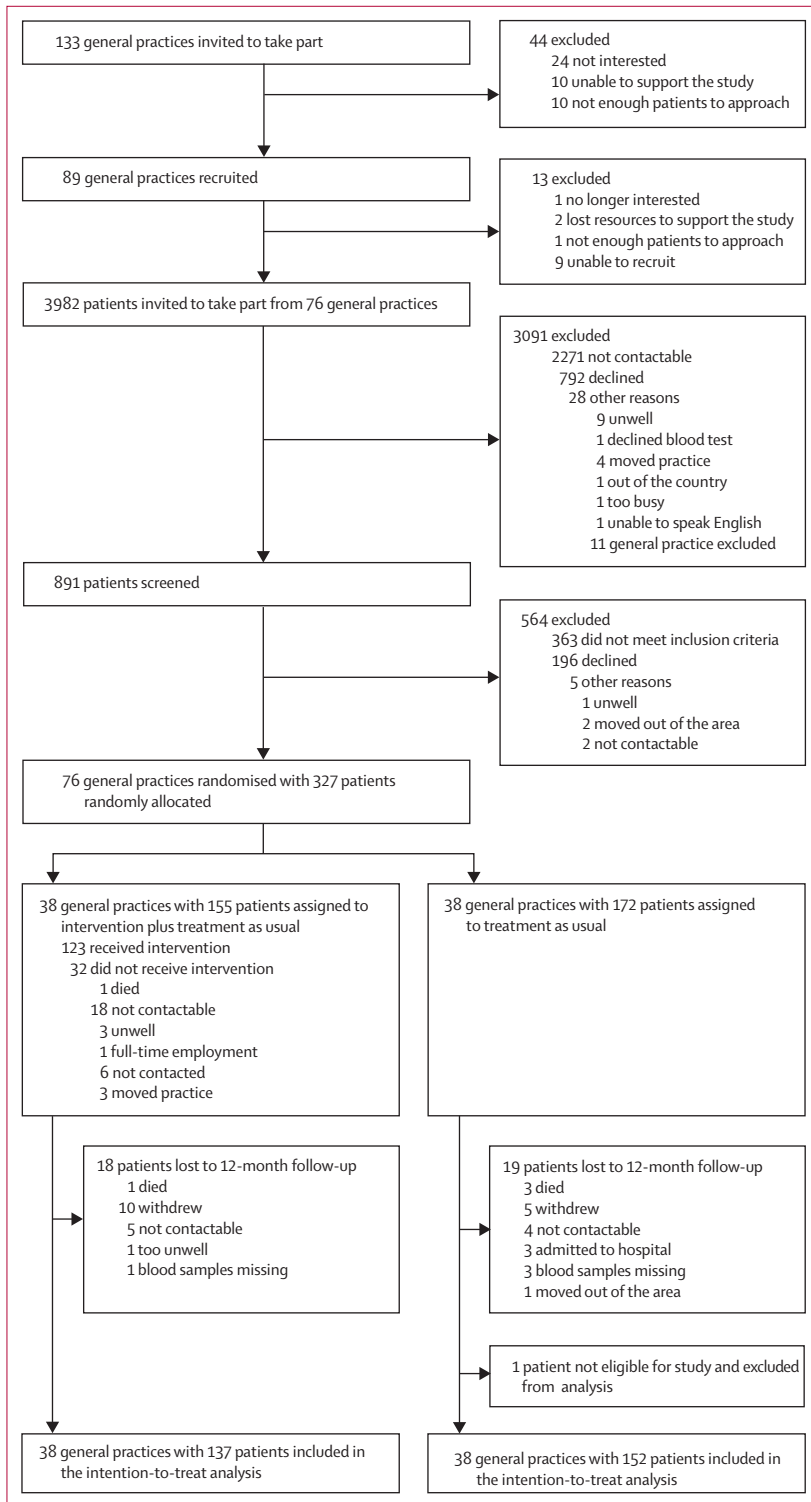 133 general practices invited to take part
44 excluded
24 not interested
10 unable to support the study
10 not enough patients to approach
89 general practices recruited
13 excluded
1 no longer interested
2 lost resources to support the study
1 not enough patients to approach
9 unable to recruit
3982 patients invited to take part from 76 general practices
3091 excluded
2271 not contactable
792 declined
28 other reasons
9 unwell
1 declined blood test
4 moved practice
1 out of the country
1 too busy
1 unable to speak English
11 general practice excluded
891 patients screened
564 excluded
363 did not meet inclusion criteria
196 declined
5 other reasons
1 unwell
2 moved out of the area
2 not contactable
76 general practices randomised with 327 patients
randomly allocated
38 general practices with 155 patients assigned to
intervention plus treatment as usual
123 received intervention
32 did not receive intervention
1 died
18 not contactable
3 unwell
1 full-time employment
6 not contacted
3 moved practice
38 general practices with 172 patients assigned
to treatment as usual
18 patients lost to 12-month follow-up
1 died
10 withdrew
5 not contactable
1 too unwell
1 blood samples missing
19 patients lost to 12-month follow-up
3 died
5 withdrew
4 not contactable
3 admitted to hospital
3 blood samples missing
1 moved out of the area
1 patient not eligible for study and excluded
from analysis
38 general practices with 137 patients included in
the intention-to-treat analysis
38 general practices with 152 patients included in
the intention-to-treat analysis